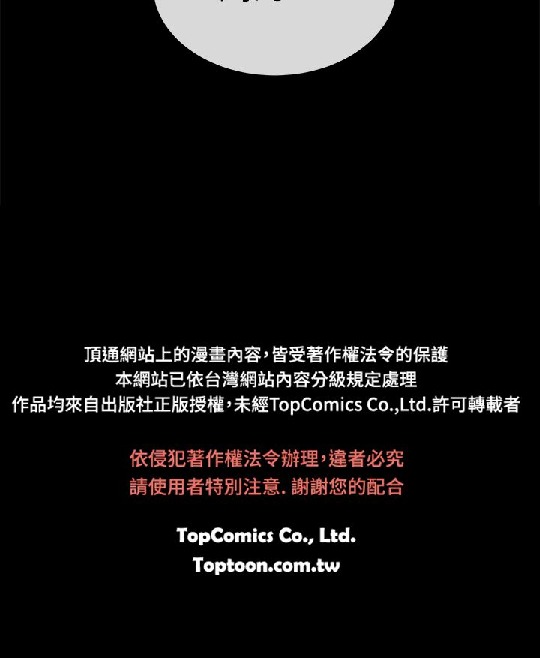 頂通網站上的漫畫內容,皆受著作權法令的保護
本網站已依台灣網站內容分級規定處理
作品均來自出版社正版授權,未經TopComics Co.,Ltd.許可轉載者
依侵犯著作權法令辦理,違者必究
請使用者特別注意. 謝謝您的配合
TopComics Co., Ltd.
Toptoon.com.tw